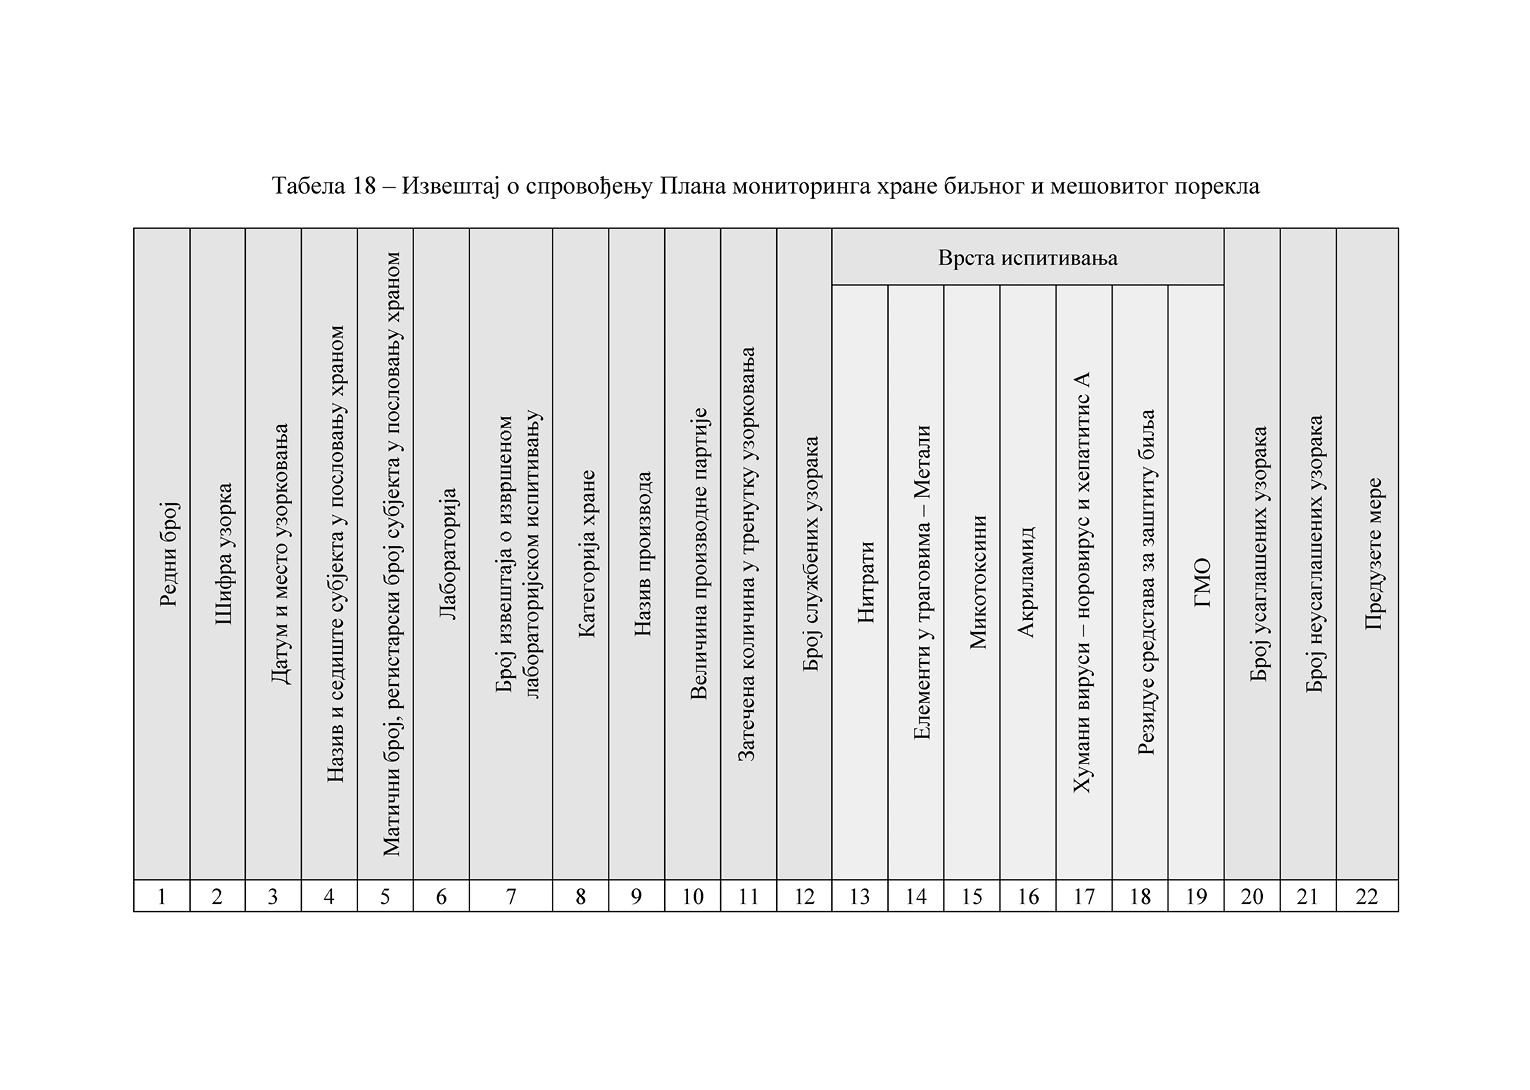 Табела 18 – Извештај о спровођењу Плана мониторинга хране биљног и мешовитог порекла
Редни број
Шифра узорка
Датум и место узорковања
Назив и седиште субјекта у пословању храном
Матични број, регистарски број субјекта у пословању храном
Лабораторија
Број извештаја о извршеном
лабораторијском испитивању
Категорија хране
Назив производа
Величина производне партије
Затечена количина у тренутку узорковања
Број службених узорака
Врста испитивања
Нитрати
Елементи у траговима – Метали
Микотоксини
Акриламид
Хумани вируси – норовирус и хепатитис А
Резидуе средстава за заштиту биља
ГМО
Број усаглашених узорака
Број неусаглашених узорака
Предузете мере
1 2 3 4 5 6 7 8 9 10 11 12 13 14 15 16 17 18 19 20 21 22